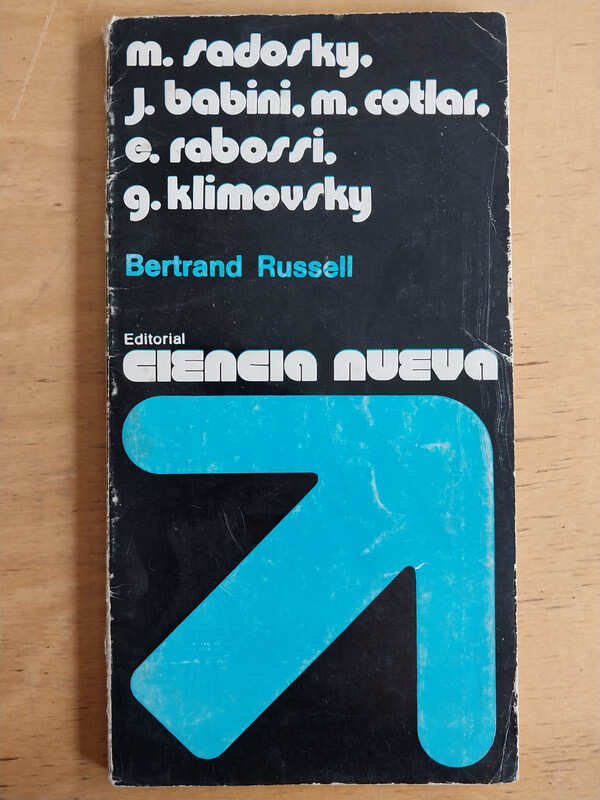 m. sadosky,
j. babini, m. cotlar,
e. rabossi,
g. klimovsky
Bertrand Russell
Editorial
CIENCIA NUEVA